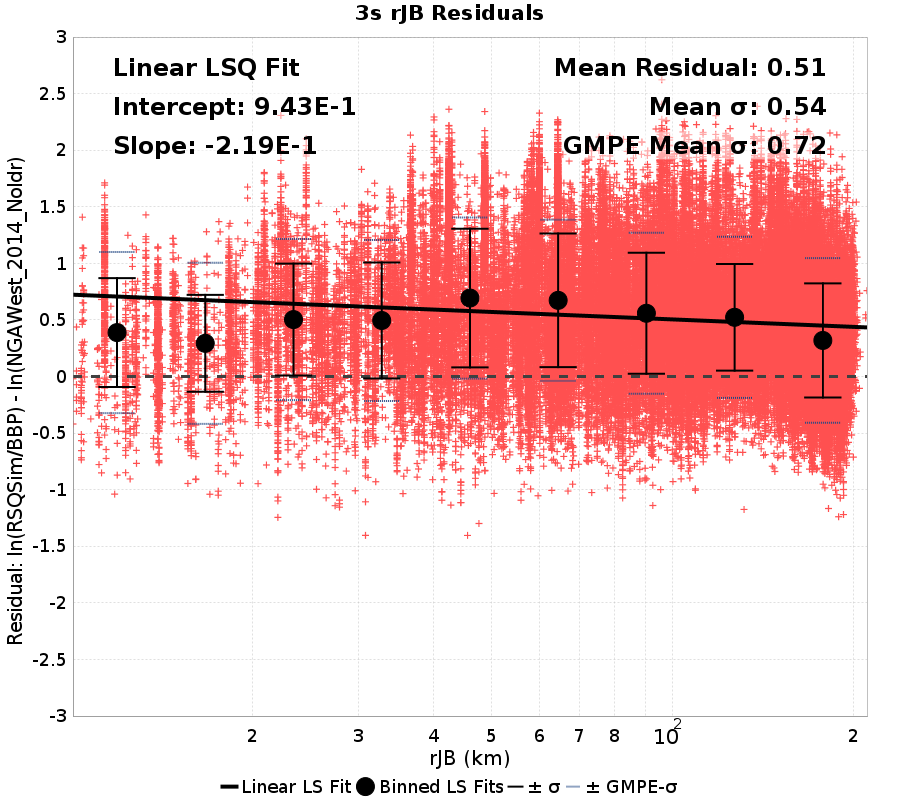 3s rJB Residuals
Linear LSQ Fit
Intercept: 9.43E-1
Slope: -2.19E-1
Mean Residual: 0.51
Mean σ: 0.54
GMPE Mean σ: 0.72
Residual: ln(RSQSim/BBP) - ln(NGAWest_2014_NoIdr)
3
2.5
2
1.5
1
0.5
0
-0.5
-1
-1.5
-2
-2.5
-3
2 3 4 5 6 7 8 10^2 2
rJB (km)
Linear LS Fit Binned LS Fits ± σ ± GMPE-σ